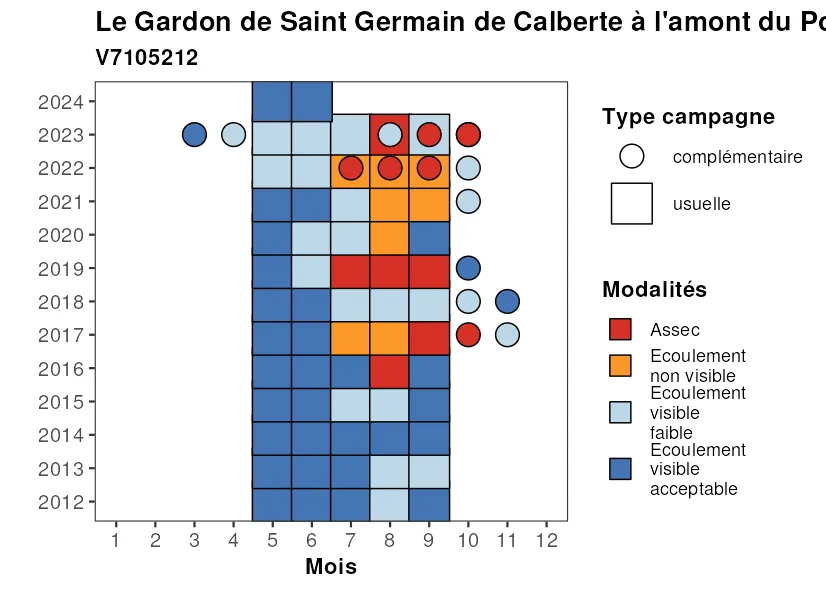 Le Gardon de Saint Germain de Calberte à l'amont du Po
V7105212
2024
2023
2022
2021
2020
2019
2018
2017
2016
2015
2014
2013
2012
1 2 3 4 5 6 7 8 9 10 11 12
Mois
Type campagne
complémentaire
usuelle
Modalités
Assec
Ecoulement
non visible
Ecoulement
visible
faible
Ecoulement
visible
acceptable